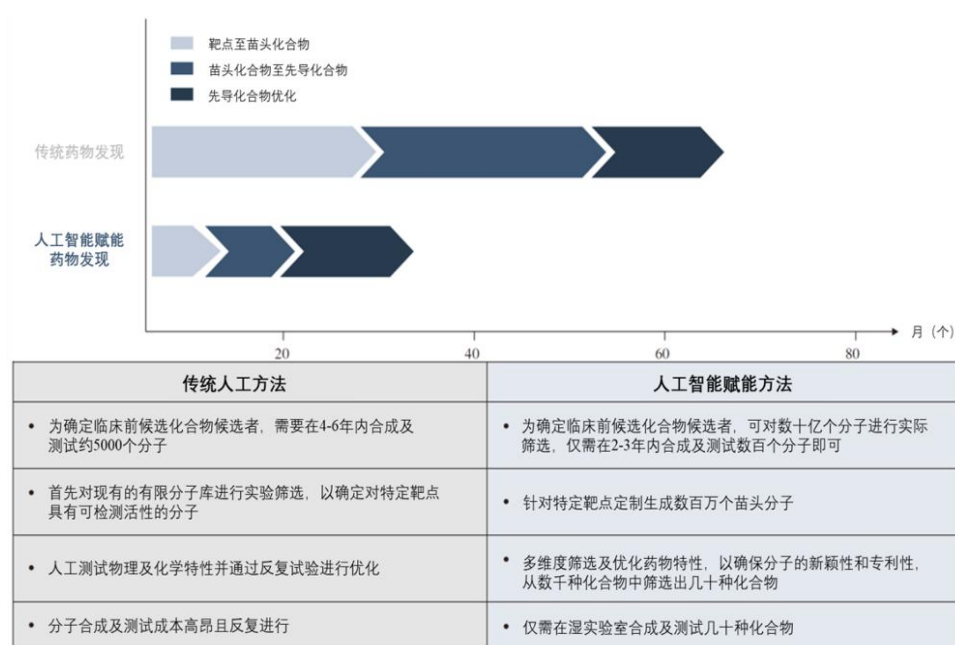 靶点至苗头化合物
苗头化合物至先导化合物
先导化合物优化
传统药物发现
人工智能赋能
药物发现
月（个）
20
40
60
80
传统人工方法
人工智能赋能方法
• 为确定临床前候选化合物候选者，需要在4-6年内合成及
测试约5000个分子
• 为确定临床前候选化合物候选者，可对数十亿个分子进行实际
筛选，仅需在2-3年内合成及测试数百个分子即可
• 首先对现有的有限分子库进行实验筛选，以确定对特定靶点
具有可检测活性的分子
• 针对特定靶点定制生成数百万个苗头分子
• 人工测试物理及化学特性并通过反复试验进行优化
• 多维度筛选及优化药物特性，以确保分子的新颖性和专利性，
从数千种化合物中筛选出几十种化合物
• 分子合成及测试成本高昂且反复进行
• 仅需在湿实验室合成及测试几十种化合物